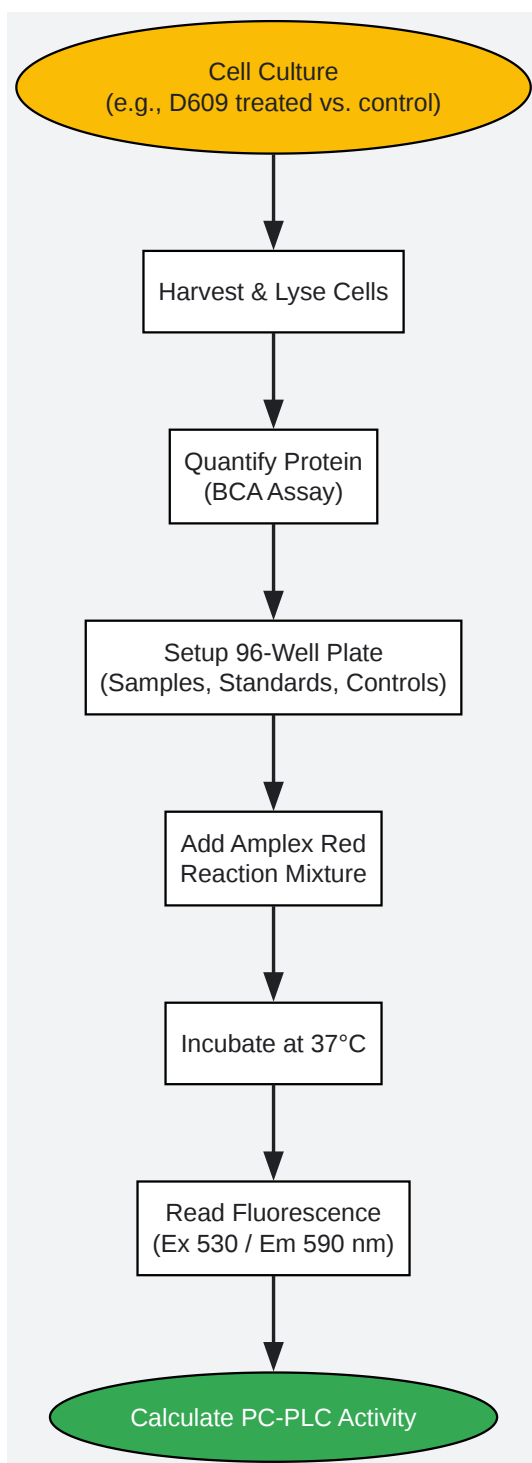 Cell Culture
(e.g., D609 treated vs. control)
Harvest & Lyse Cells
Quantify Protein
(BCA Assay)
Setup 96-Well Plate
(Samples, Standards, Controls)
Add Amplex Red
Reaction Mixture
Incubate at 37°C
Read Fluorescence
(Ex 530 / Em 590 nm)
Calculate PC-PLC Activity